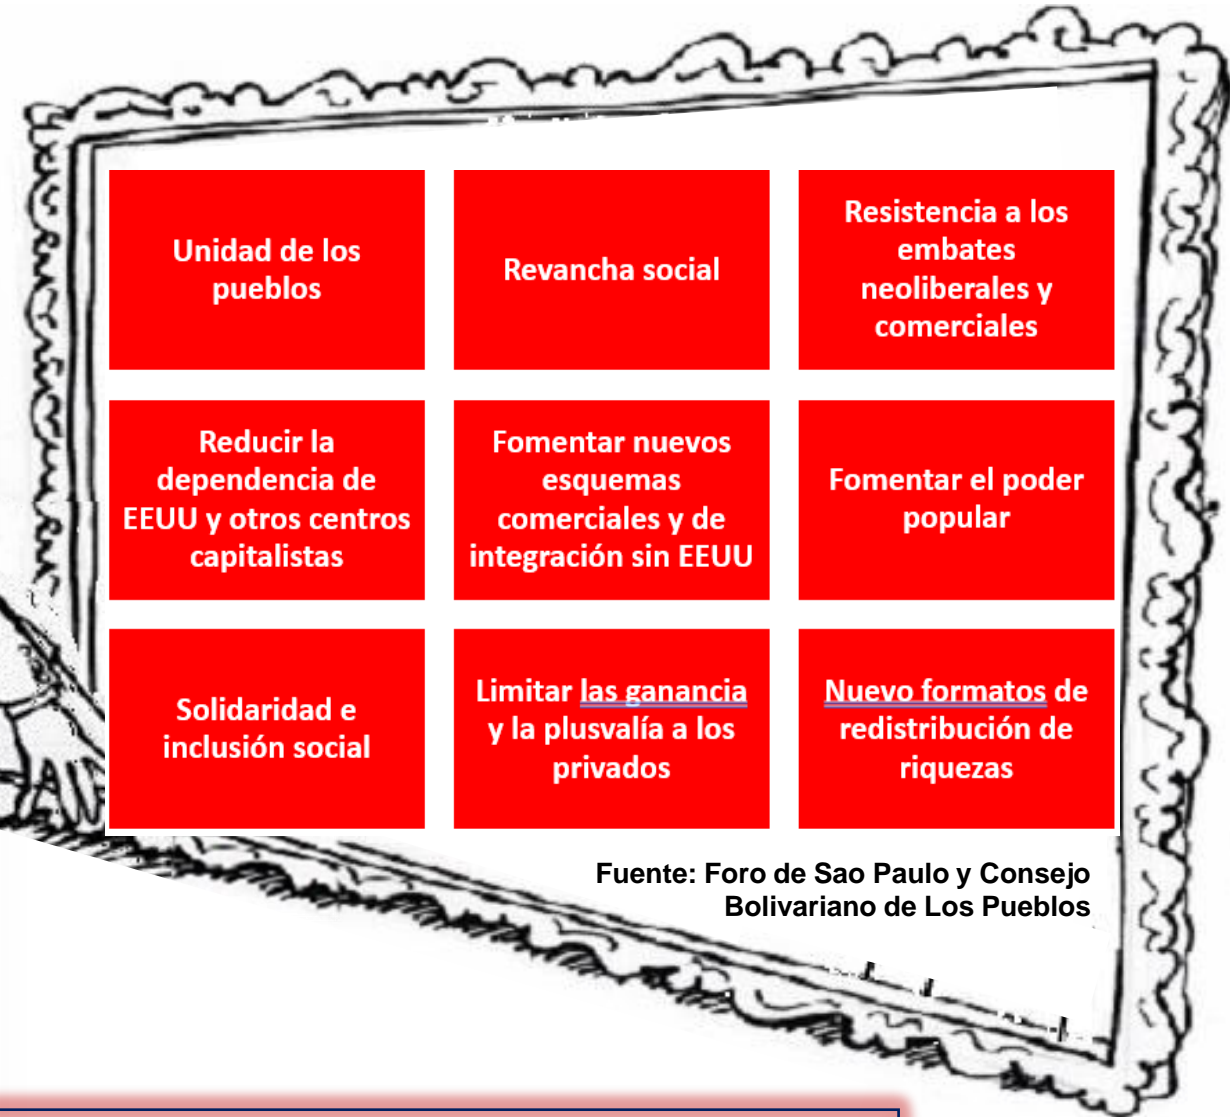 Unidad de los
pueblos
Revancha social
Resistencia a los
embates
neoliberales y
comerciales
Reducir la
dependencia de
EEUU y otros centros
capitalistas
Fomentar nuevos
esquemas
comerciales y de
integración sin EEUU
Fomentar el poder
popular
Solidaridad e
inclusión social
Limitar las ganancia
y la plusvalía a los
privados
Nuevo formatos de
redistribución de
riquezas
Fuente: Foro de Sao Paulo y Consejo
Bolivariano de Los Pueblos